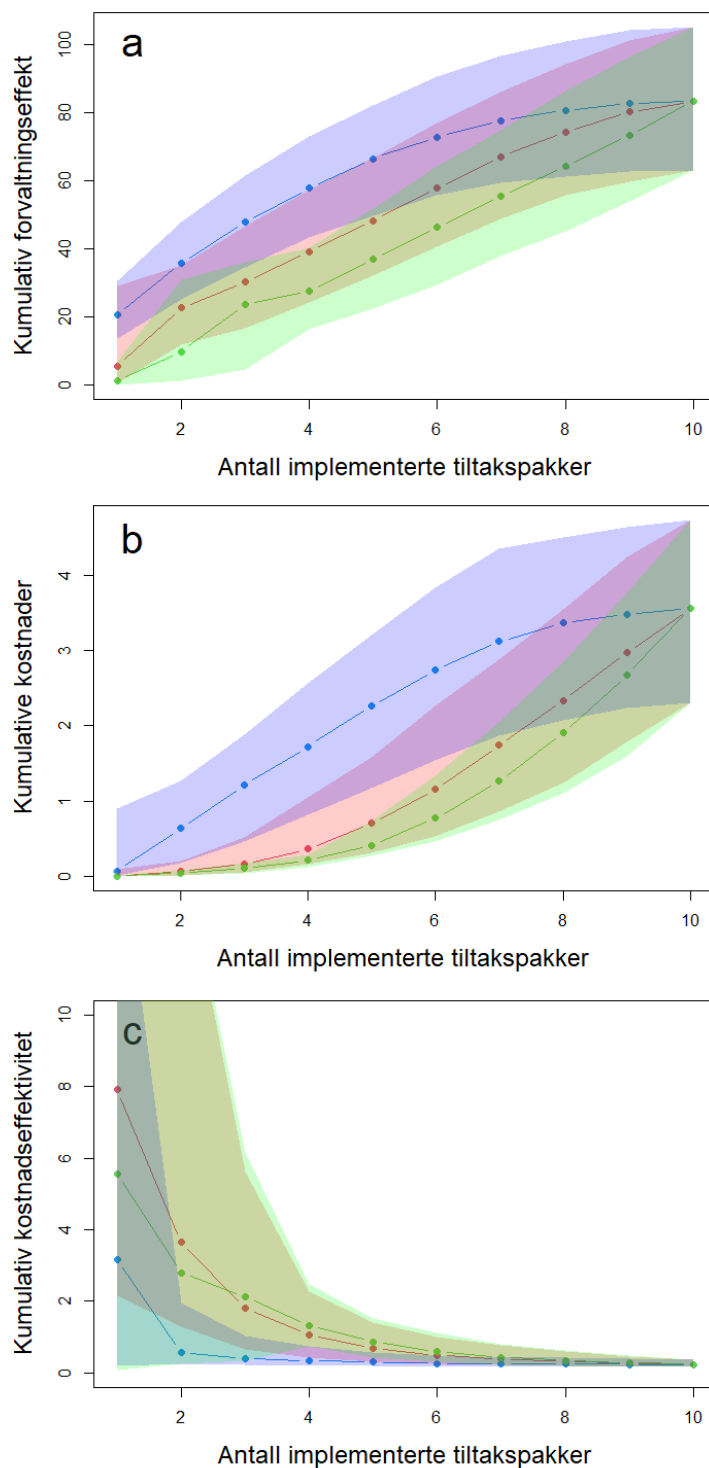 a
Kumulativ forvaltningseffekt
100
80
60
40
20
0
2 4 6 8 10
Antall implementerte tiltakspakker
b
Kumulative kostnader
4
3
2
1
0
2 4 6 8 10
Antall implementerte tiltakspakker
c
Kumulativ kostnadseffektivitet
10
8
6
4
2
0
2 4 6 8 10
Antall implementerte tiltakspakker